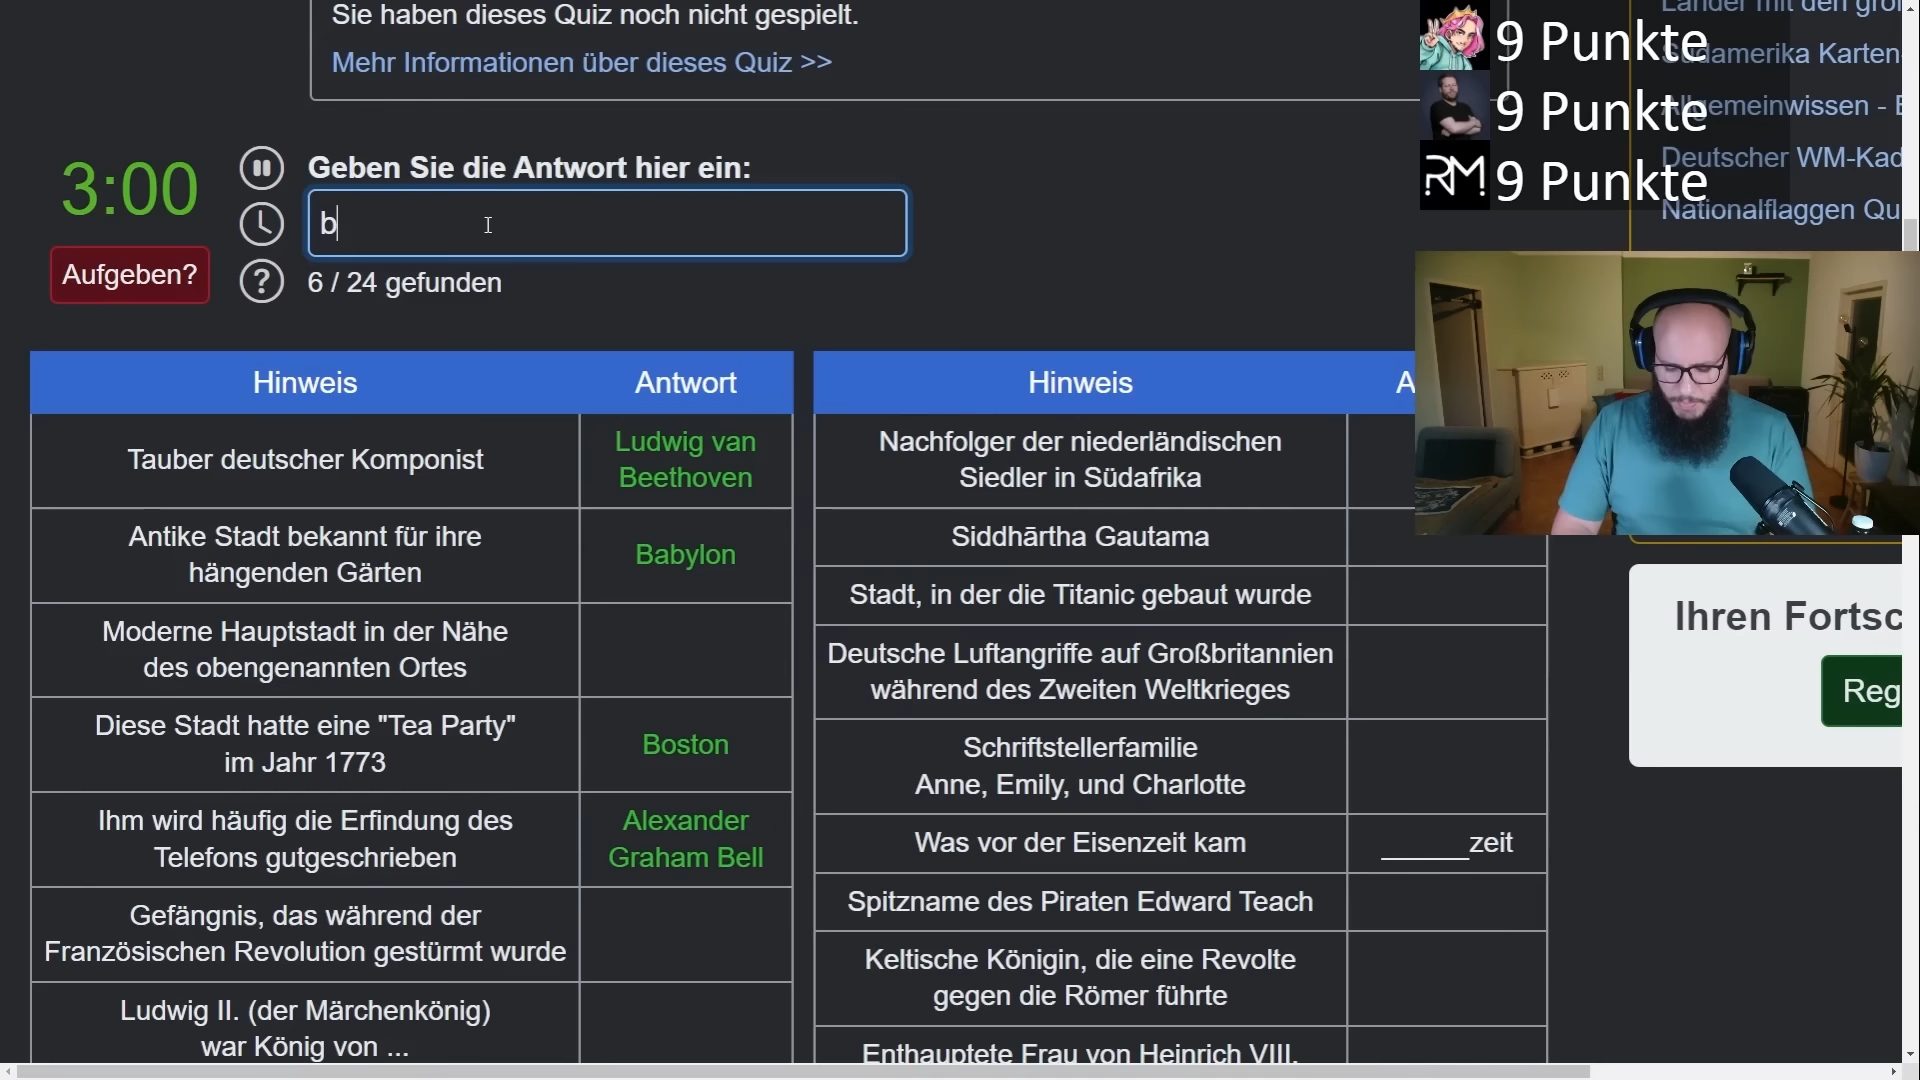 Sie haben dieses Quiz noch nicht gespielt.
Mehr Informationen über dieses Quiz >>
9 Punkte
9 Punkte
RM!
9 Punkte
Südamerika Karten-
Allgemeinwissen -
Deutscher WM-Kad
Nationalflaggen Qu
3:00
Geben Sie die Antwort hier ein:
b
Aufgeben?
?
6 / 24 gefunden
Hinweis
Antwort
Tauber deutscher Komponist
Ludwig van
Beethoven
Antike Stadt bekannt für ihre
hängenden Gärten
Babylon
Moderne Hauptstadt in der Nähe
des obengenannten Ortes
Diese Stadt hatte eine "Tea Party"
im Jahr 1773
Boston
Ihm wird häufig die Erfindung des
Telefons gutgeschrieben
Alexander
Graham Bell
Gefängnis, das während der
Französischen Revolution gestürmt wurde
Ludwig II. (der Märchenkönig)
war König von ...
Hinweis
A
Nachfolger der niederländischen
Siedler in Südafrika
Siddhārtha Gautama
Stadt, in der die Titanic gebaut wurde
Deutsche Luftangriffe auf Großbritannien
während des Zweiten Weltkrieges
Schriftstellerfamilie
Anne, Emily, und Charlotte
Was vor der Eisenzeit kam
______zeit
Spitzname des Piraten Edward Teach
Keltische Königin, die eine Revolte
gegen die Römer führte
Enthauptete Frau von Heinrich VIII.
Ihren Fortsc
Reg